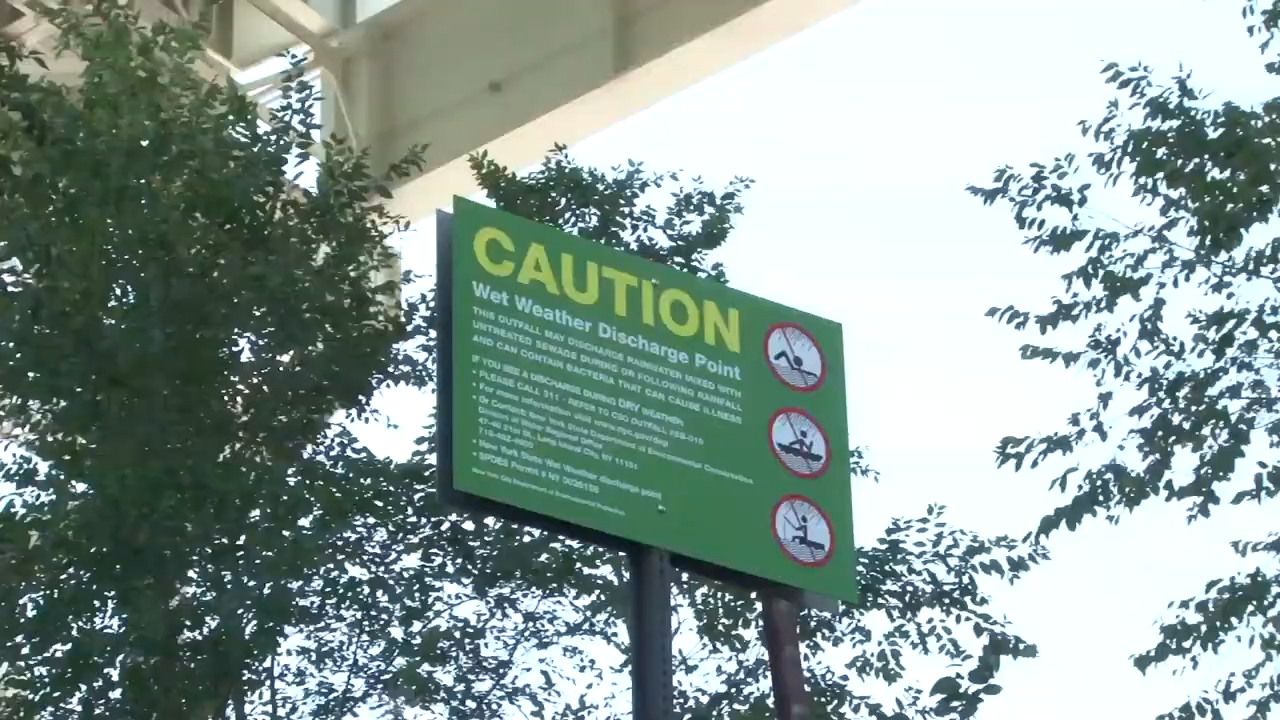 CAUTION
Wet Weather Discharge Point
THIS OUTFALL MAY DISCHARGE RAINWATER MIXED WITH
UNTREATED SEWAGE DURING OR FOLLOWING RAINFALL
AND CAN CONTAIN BACTERIA THAT CAN CAUSE ILLNESS
IF YOU SEE A DISCHARGE DURING DRY WEATHER:
• PLEASE CALL 311 - REFER TO CSO OUTFALL
• For more information visit www.nyc.gov/dep
• Or Contact: New York State Department of Environmental Conservation
Division of Water Regional Office
47-40 21st St., Long Island City, NY 11101
718-482-4900
• New York State Wet Weather discharge point
• SPDES Permit # NY
New York City Department of Environmental Protection